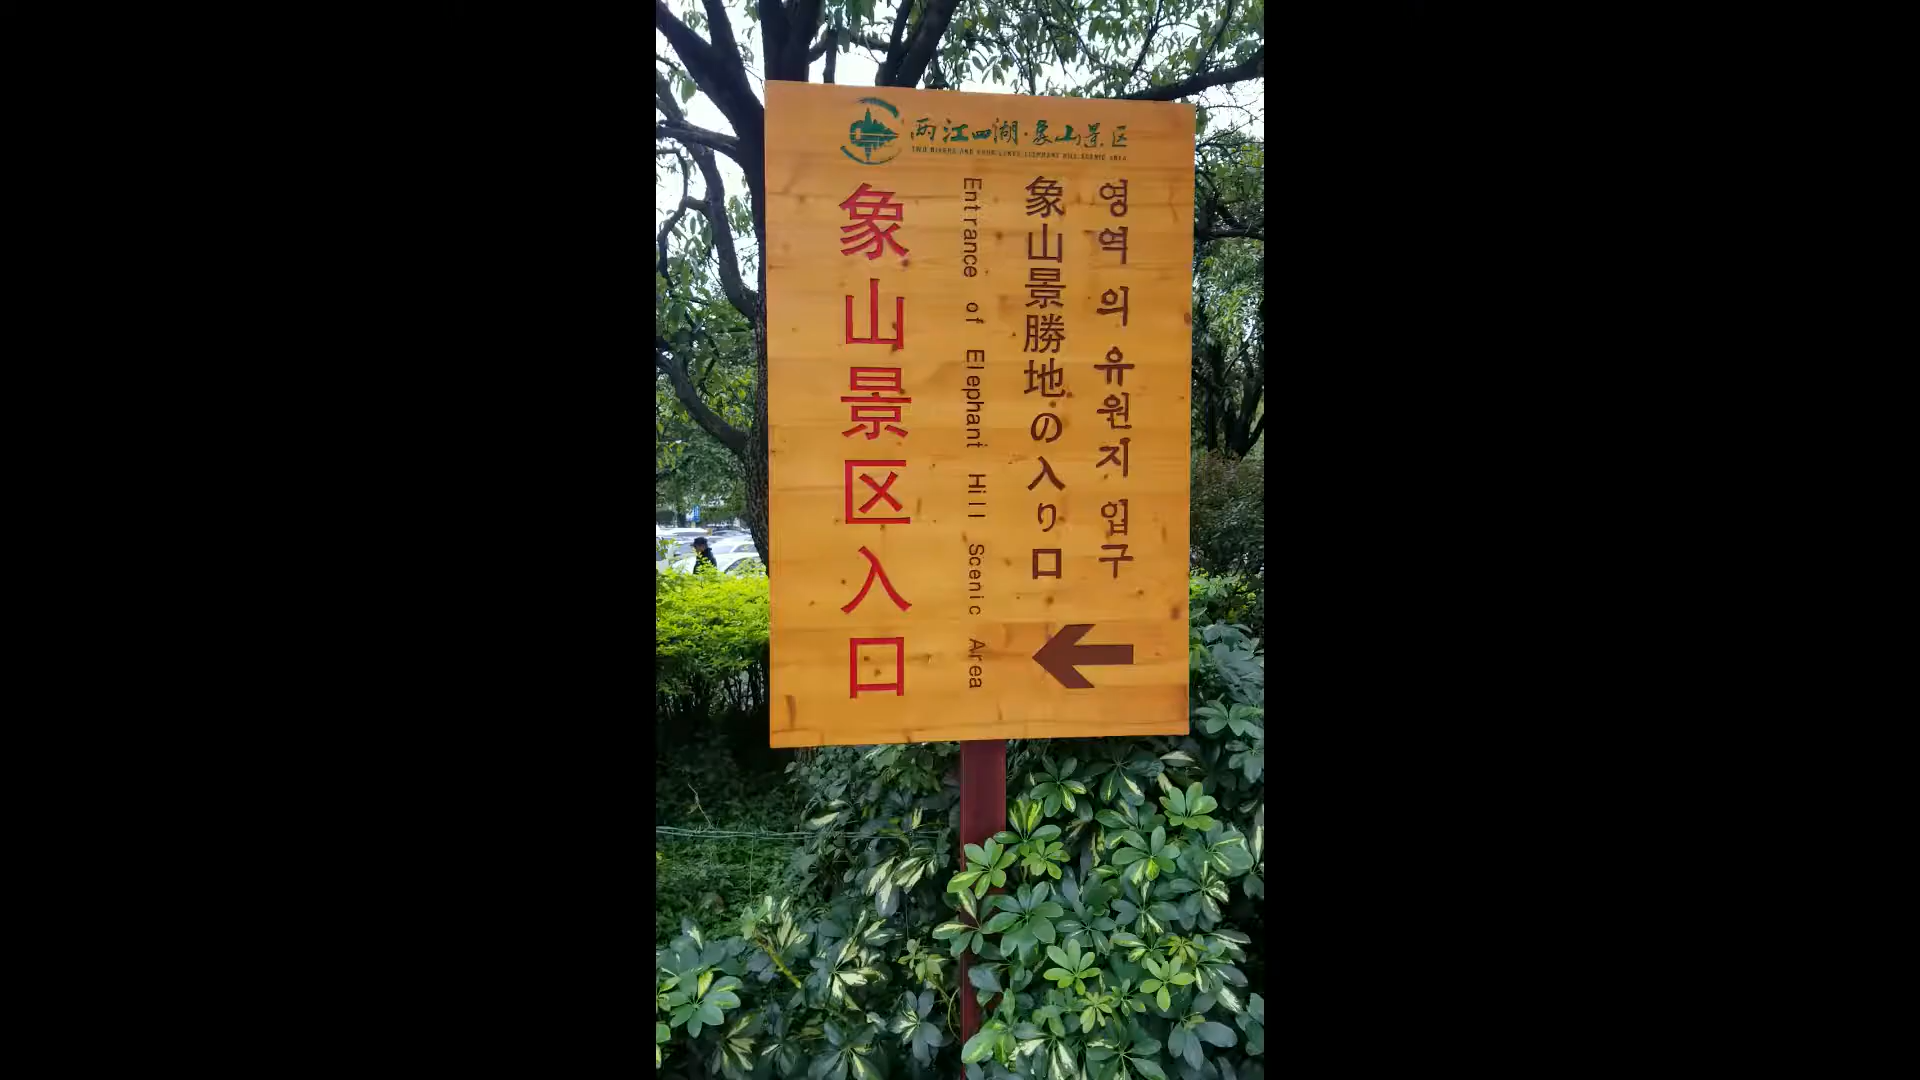 两江四湖·象山景区
TWO RIVERS AND FOUR LAKES·ELEPHANT HILL SCENIC AREA
象山景区入口
Entrance of Elephant Hill Scenic Area
象山景勝地の入り口
영역 의 유원지 입구